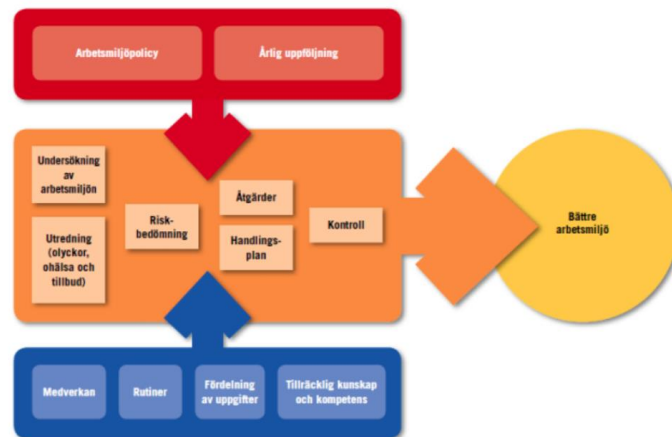 Arbetsmiljöpolicy
Årlig uppföljning
Undersökning
av
arbetsmiljön
Utredning
(olyckor,
ohälsa och
tillbud)
Risk-
bedömning
Åtgärder
Handlings-
plan
Kontroll
Bättre
arbetsmiljö
Medverkan
Rutiner
Fördelning
av uppgifter
Tillräcklig kunskap
och kompetens